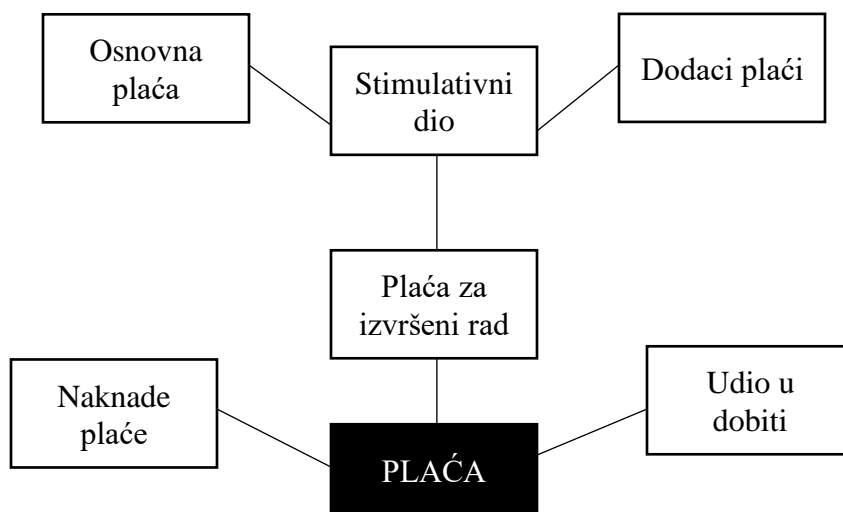 Osnovna
plaća
Stimulativni
dio
Dodaci plaći
Plaća za
izvršeni rad
Naknade
plaće
Udio u
dobiti
PLAĆA